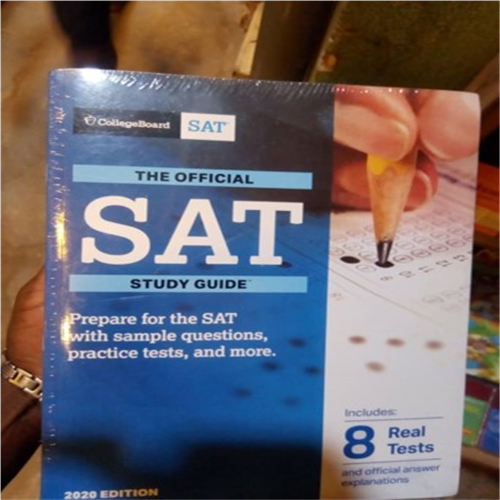 CollegeBoard
SAT
THE OFFICIAL
SAT
STUDY GUIDE™
Prepare for the SAT
with sample questions,
practice tests, and more.
Includes:
8 Real
Tests
and official answer
explanations
2020 EDITION